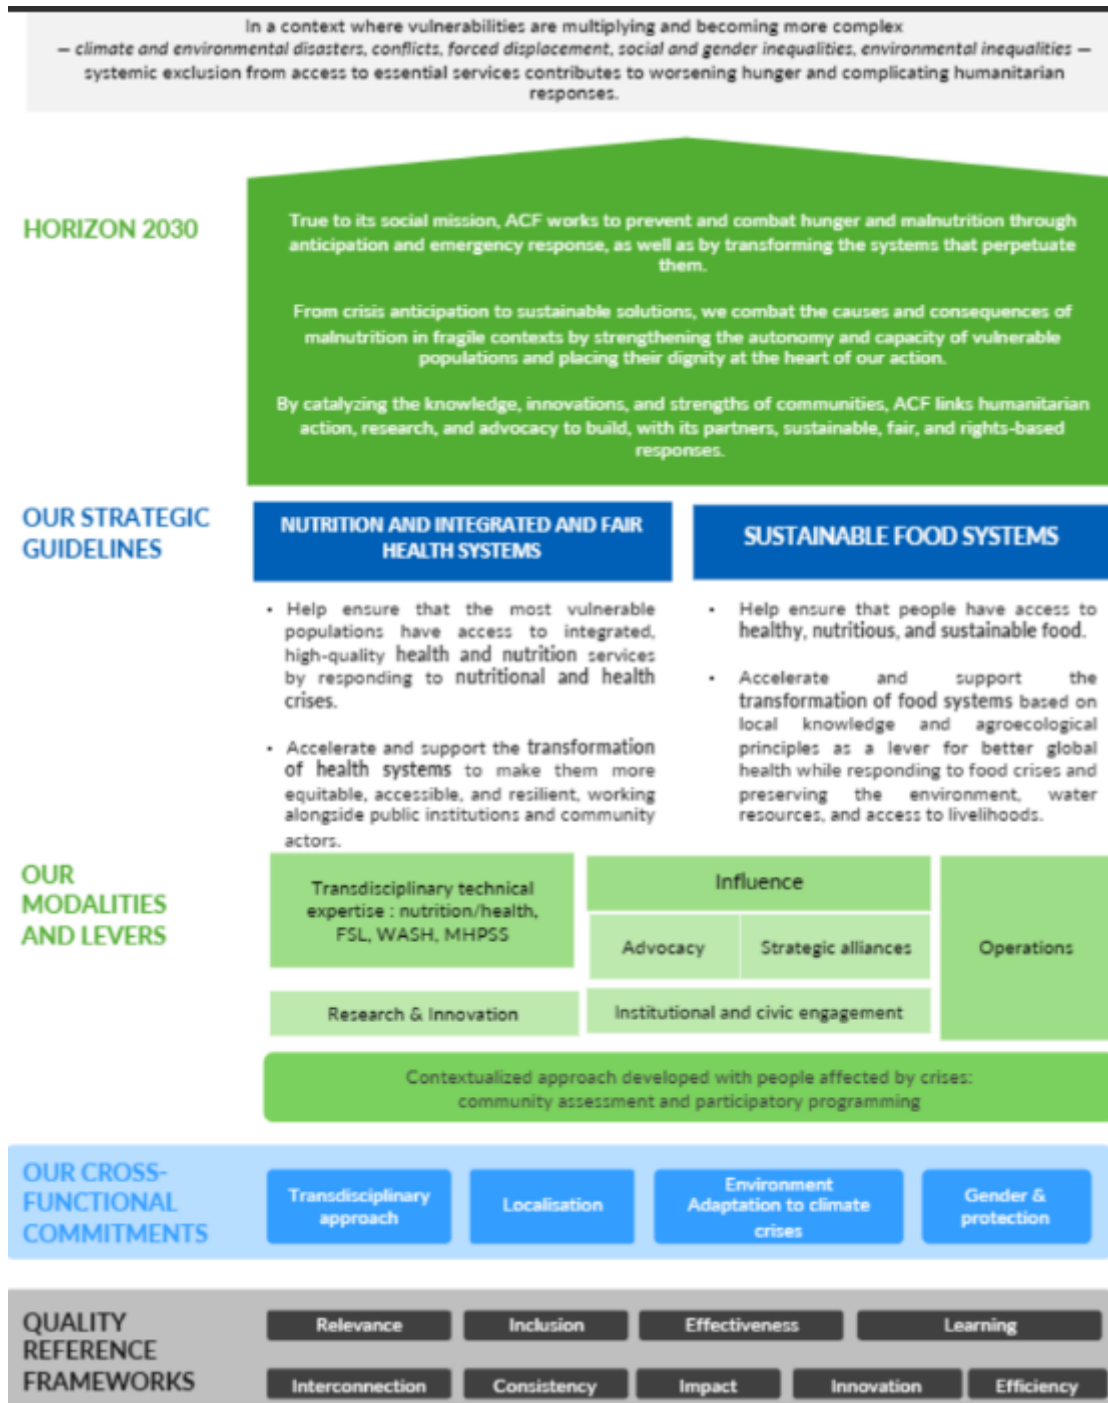 In a context where vulnerabilities are multiplying and becoming more complex
— climate and environmental disasters, conflicts, forced displacement, social and gender inequalities, environmental inequalities —
systemic exclusion from access to essential services contributes to worsening hunger and complicating humanitarian
responses.
HORIZON 2030
True to its social mission, ACF works to prevent and combat hunger and malnutrition through
anticipation and emergency response, as well as by transforming the systems that perpetuate
them.
From crisis anticipation to sustainable solutions, we combat the causes and consequences of
malnutrition in fragile contexts by strengthening the autonomy and capacity of vulnerable
populations and placing their dignity at the heart of our action.
By catalyzing the knowledge, innovations, and strengths of communities, ACF links humanitarian
action, research, and advocacy to build, with its partners, sustainable, fair, and rights-based
responses.
OUR STRATEGIC
GUIDELINES
NUTRITION AND INTEGRATED AND FAIR
HEALTH SYSTEMS
• Help ensure that the most vulnerable
populations have access to integrated,
high-quality health and nutrition services
by responding to nutritional and health
crises.
• Accelerate and support the transformation
of health systems to make them more
equitable, accessible, and resilient, working
alongside public institutions and community
actors.
SUSTAINABLE FOOD SYSTEMS
• Help ensure that people have access to
healthy, nutritious, and sustainable food.
• Accelerate and support the
transformation of food systems based on
local knowledge and agroecological
principles as a lever for better global
health while responding to food crises and
preserving the environment, water
resources, and access to livelihoods.
OUR
MODALITIES
AND LEVERS
Transdisciplinary technical
expertise : nutrition/health,
FSL, WASH, MHPSS
Research & Innovation
Influence
Advocacy
Strategic alliances
Institutional and civic engagement
Operations
Contextualized approach developed with people affected by crises:
community assessment and participatory programming
OUR CROSS-
FUNCTIONAL
COMMITMENTS
Transdisciplinary
approach
Localisation
Environment
Adaptation to climate
crises
Gender &
protection
QUALITY
REFERENCE
FRAMEWORKS
Relevance
Inclusion
Effectiveness
Learning
Interconnection
Consistency
Impact
Innovation
Efficiency